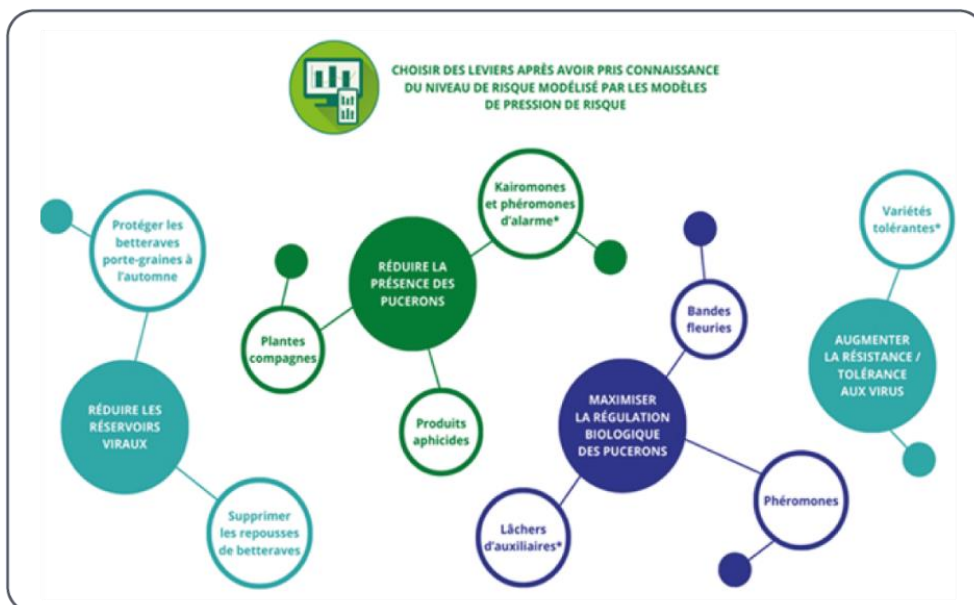 CHOISIR DES LEVIERS APRÈS AVOIR PRIS CONNAISSANCE
DU NIVEAU DE RISQUE MODÉLISÉ PAR LES MODÈLES
DE PRESSION DE RISQUE
Protéger les
betteraves
porte-graines à
l'automne
RÉDUIRE LES
RÉSERVOIRS
VIRAUX
Supprimer
les repousses
de betteraves
Kairomones
et phéromones
d'alarme*
RÉDUIRE LA
PRÉSENCE DES
PUCERONS
Plantes
compagnes
Produits
aphicides
Bandes
fleuries
MAXIMISER
LA RÉGULATION
BIOLOGIQUE
DES PUCERONS
Lâchers
d'auxiliaires*
Phéromones
Variétés
tolérantes*
AUGMENTER
LA RÉSISTANCE /
TOLÉRANCE
AUX VIRUS